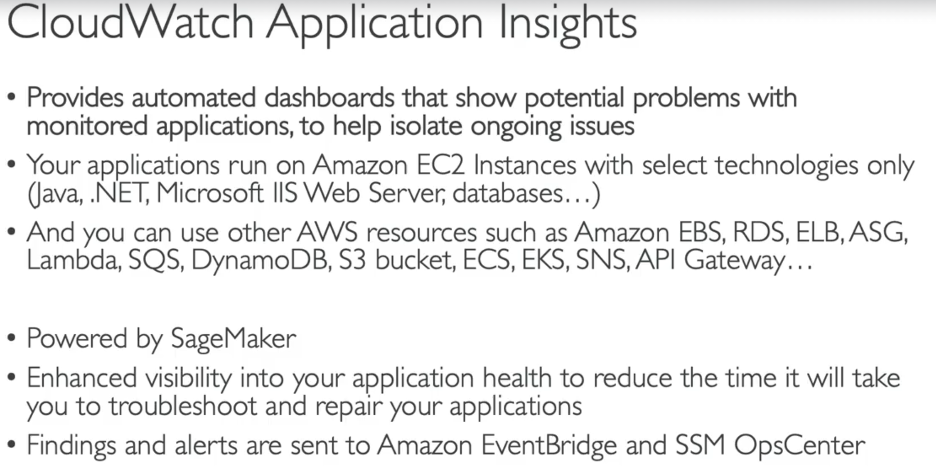 CloudWatch Application Insights
• Provides automated dashboards that show potential problems with
monitored applications, to help isolate ongoing issues
• Your applications run on Amazon EC2 Instances with select technologies only
(Java, .NET, Microsoft IIS Web Server, databases…)
• And you can use other AWS resources such as Amazon EBS, RDS, ELB, ASG,
Lambda, SQS, DynamoDB, S3 bucket, ECS, EKS, SNS, API Gateway…
• Powered by SageMaker
• Enhanced visibility into your application health to reduce the time it will take
you to troubleshoot and repair your applications
• Findings and alerts are sent to Amazon EventBridge and SSM OpsCenter